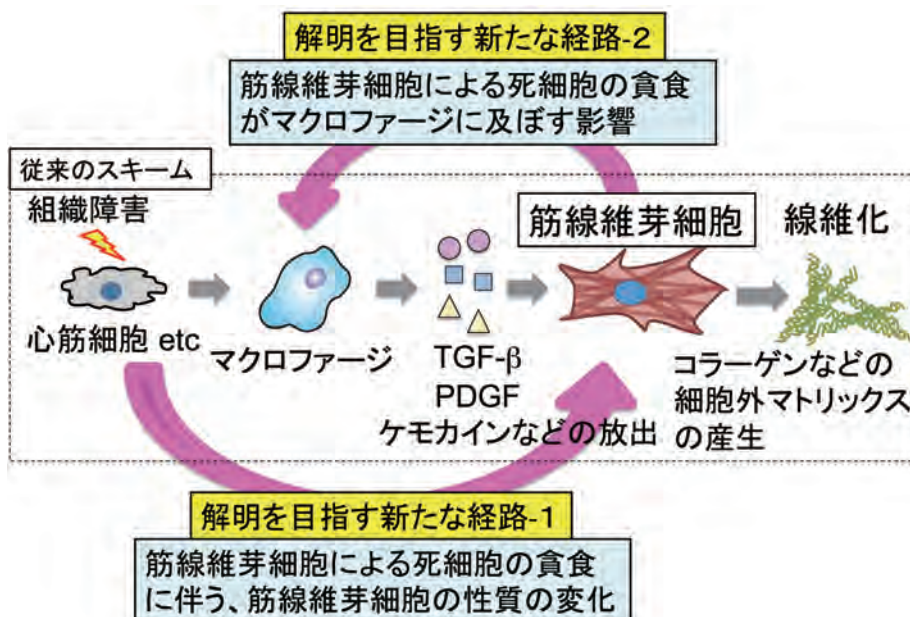 解明を目指す新たな経路-2
筋線維芽細胞による死細胞の貪食
がマクロファージに及ぼす影響
従来のスキーム
組織障害
筋線維芽細胞
線維化
心筋細胞 etc
マクロファージ
TGF-β
PDGF
ケモカインなどの放出
コラーゲンなどの
細胞外マトリックス
の産生
解明を目指す新たな経路-1
筋線維芽細胞による死細胞の貪食
に伴う、筋線維芽細胞の性質の変化